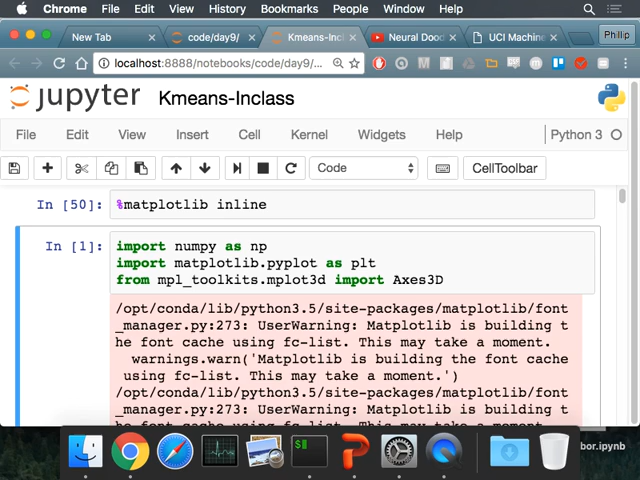 Chrome File Edit View History Bookmarks People Window Help
New Tab
code/day9/
Kmeans-Incl
Neural Dood
UCI Machine
Philip
localhost:8888/notebooks/code/day9/...
jupyter Kmeans-Inclass
File Edit View Insert Cell Kernel Widgets Help Python 3
Code CellToolbar
In [50]: %matplotlib inline
In [1]: import numpy as np
import matplotlib.pyplot as plt
from mpl_toolkits.mplot3d import Axes3D
/opt/conda/lib/python3.5/site-packages/matplotlib/font
_manager.py:273: UserWarning: Matplotlib is building t
he font cache using fc-list. This may take a moment.
warnings.warn('Matplotlib is building the font cache
using fc-list. This may take a moment.')
/opt/conda/lib/python3.5/site-packages/matplotlib/font
_manager.py:273: UserWarning: Matplotlib is building t
bor.ipynb